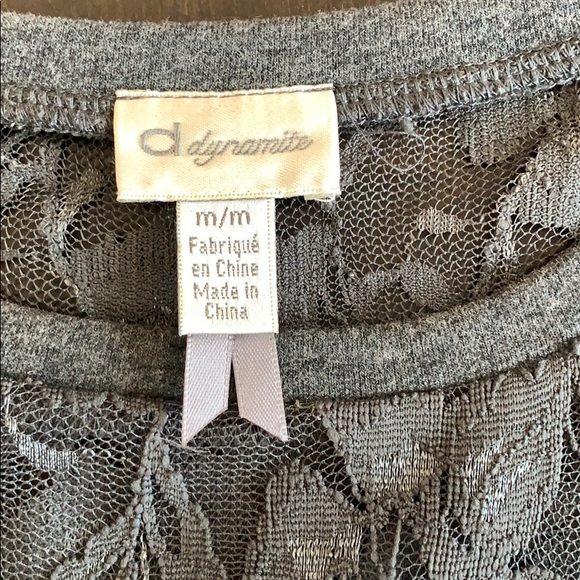 d dynamite
m/m
Fabriqué
en Chine
Made in
China